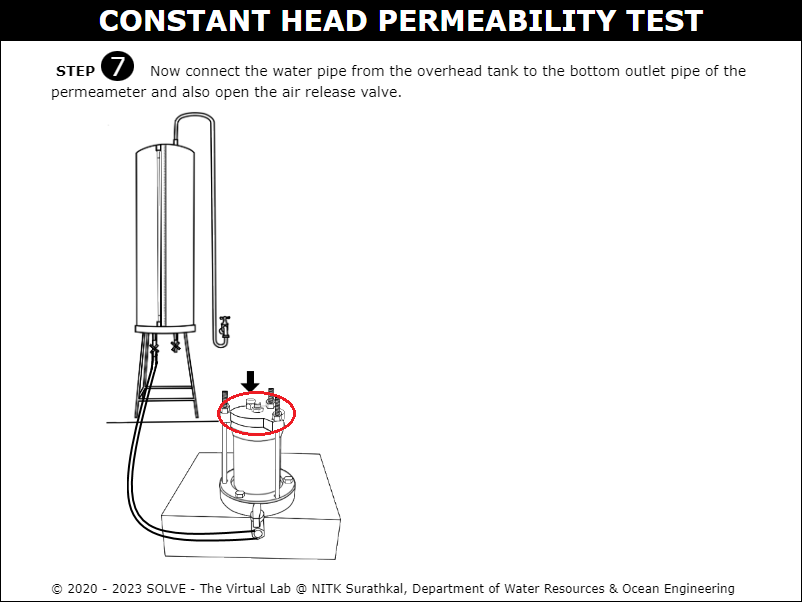 CONSTANT HEAD PERMEABILITY TEST
STEP 7 Now connect the water pipe from the overhead tank to the bottom outlet pipe of the
permeameter and also open the air release valve.
© 2020 - 2023 SOLVE - The Virtual Lab @ NITK Surathkal, Department of Water Resources & Ocean Engineering